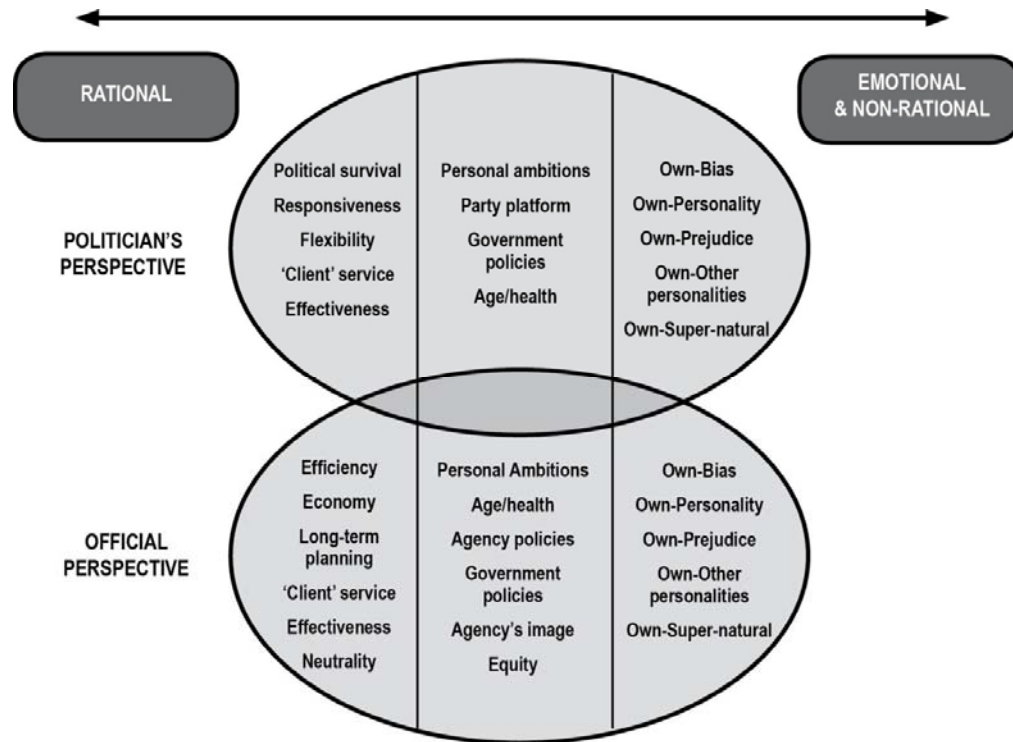 RATIONAL
EMOTIONAL
& NON-RATIONAL
POLITICIAN'S
PERSPECTIVE
Political survival
Responsiveness
Flexibility
‘Client’ service
Effectiveness
Personal ambitions
Party platform
Government
policies
Age/health
Own-Bias
Own-Personality
Own-Prejudice
Own-Other
personalities
Own-Super-natural
OFFICIAL
PERSPECTIVE
Efficiency
Economy
Long-term
planning
‘Client’ service
Effectiveness
Neutrality
Personal Ambitions
Age/health
Agency policies
Government
policies
Agency's image
Equity
Own-Bias
Own-Personality
Own-Prejudice
Own-Other
personalities
Own-Super-natural